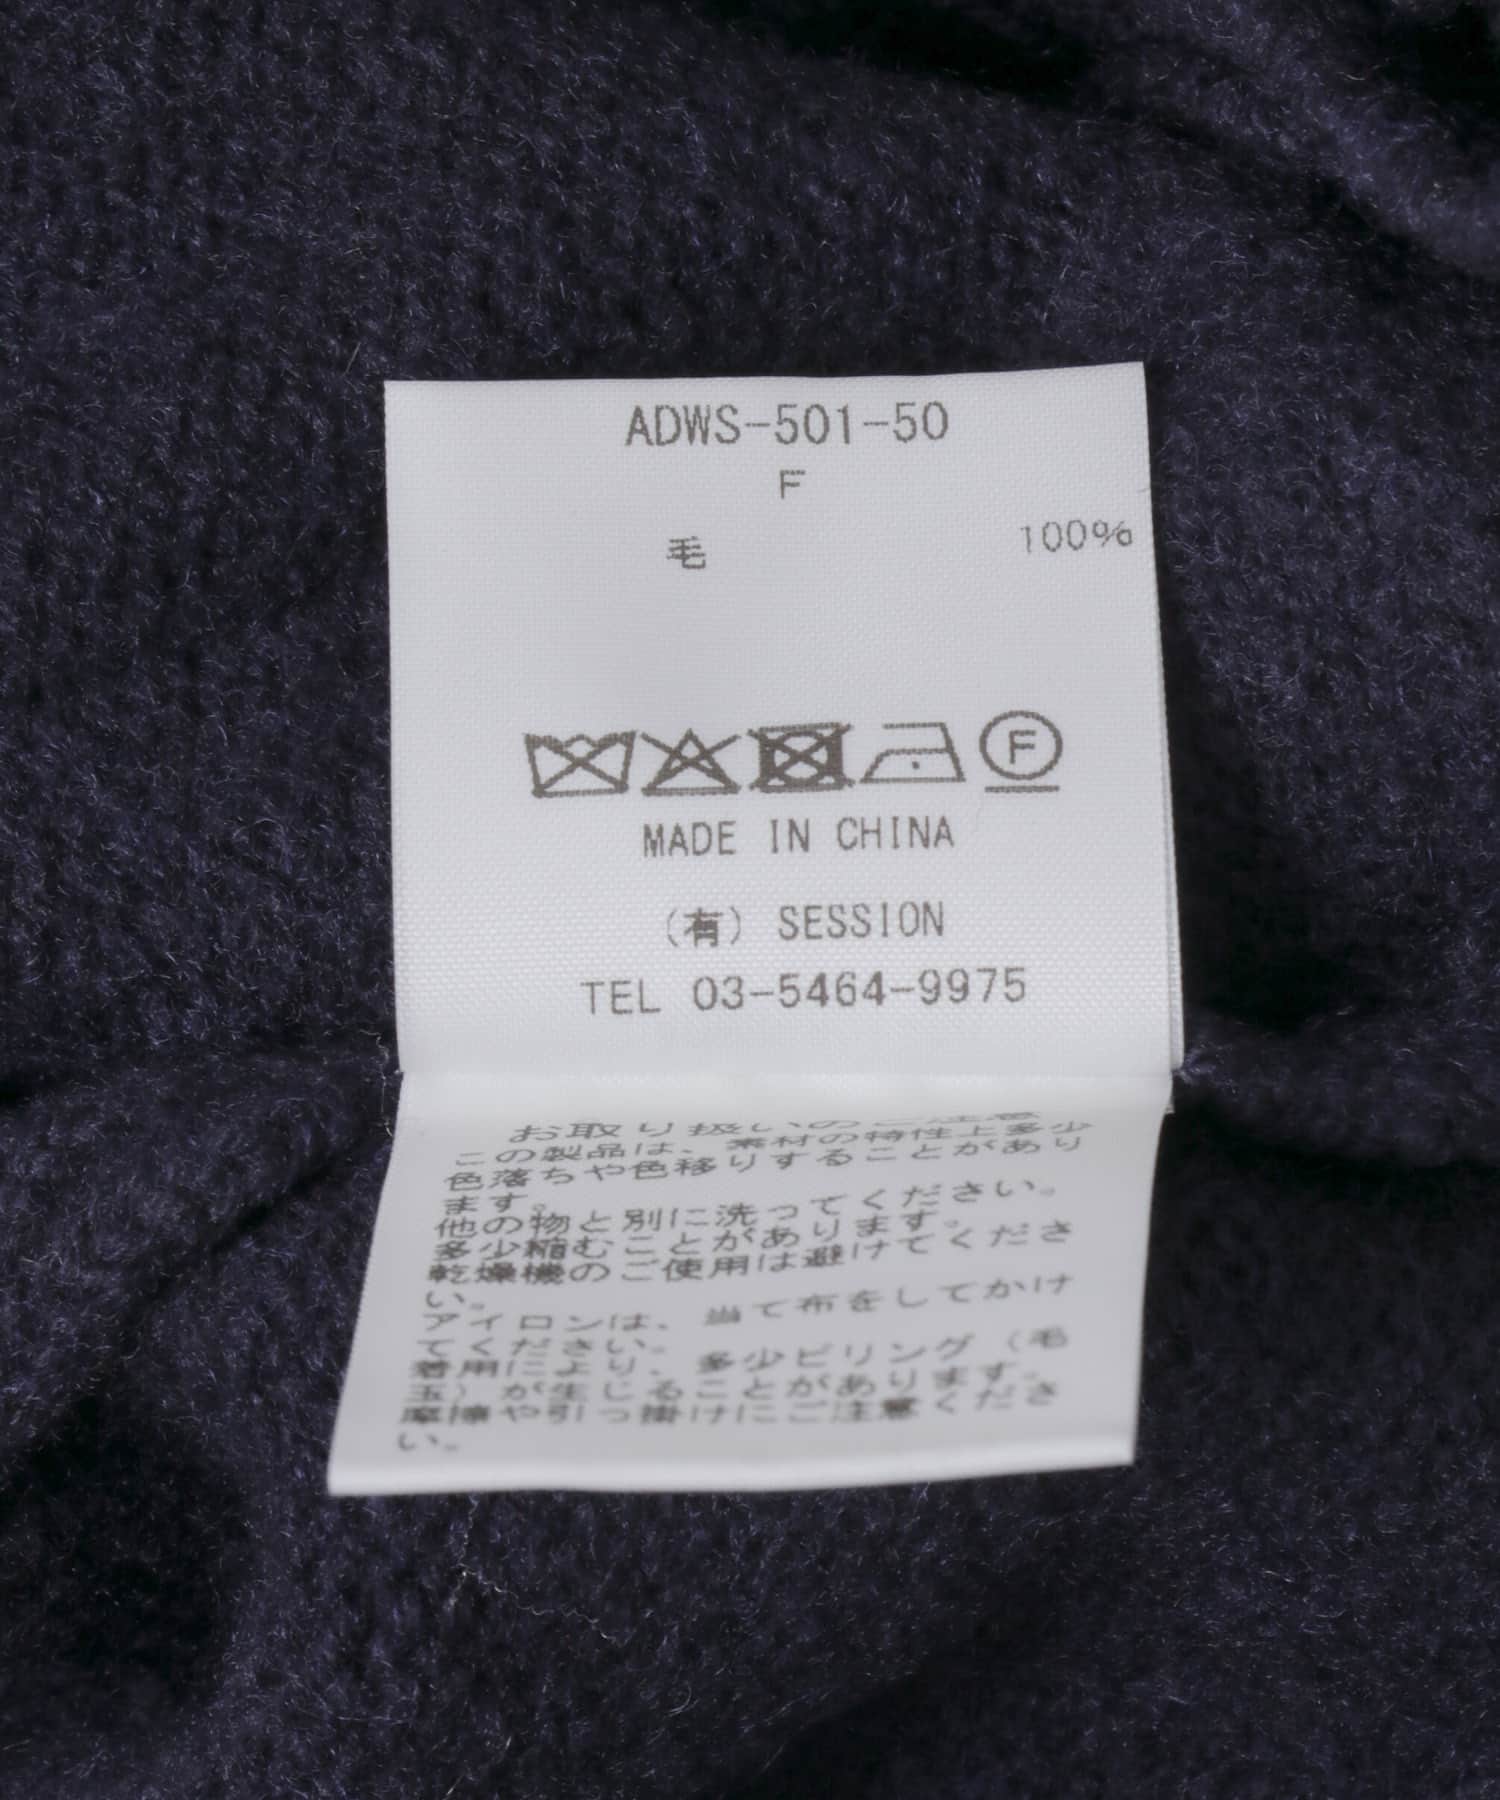 ADWS-501-50
F
毛 100%
F
MADE IN CHINA
(有) SESSION
TEL 03-5464-9975
お取り扱いのご注意
この製品は、素材の特性上多少
色落ちや色移りすることがあり
ます。
他の物と別に洗ってください。
多少縮むことがあります。
乾燥機のご使用は避けてくださ
い。
アイロンは、当て布をしてかけ
てください。
着用により、多少ピリング（毛
玉）が生じることがあります。
摩擦や引っ掛けにご注意くださ
い。